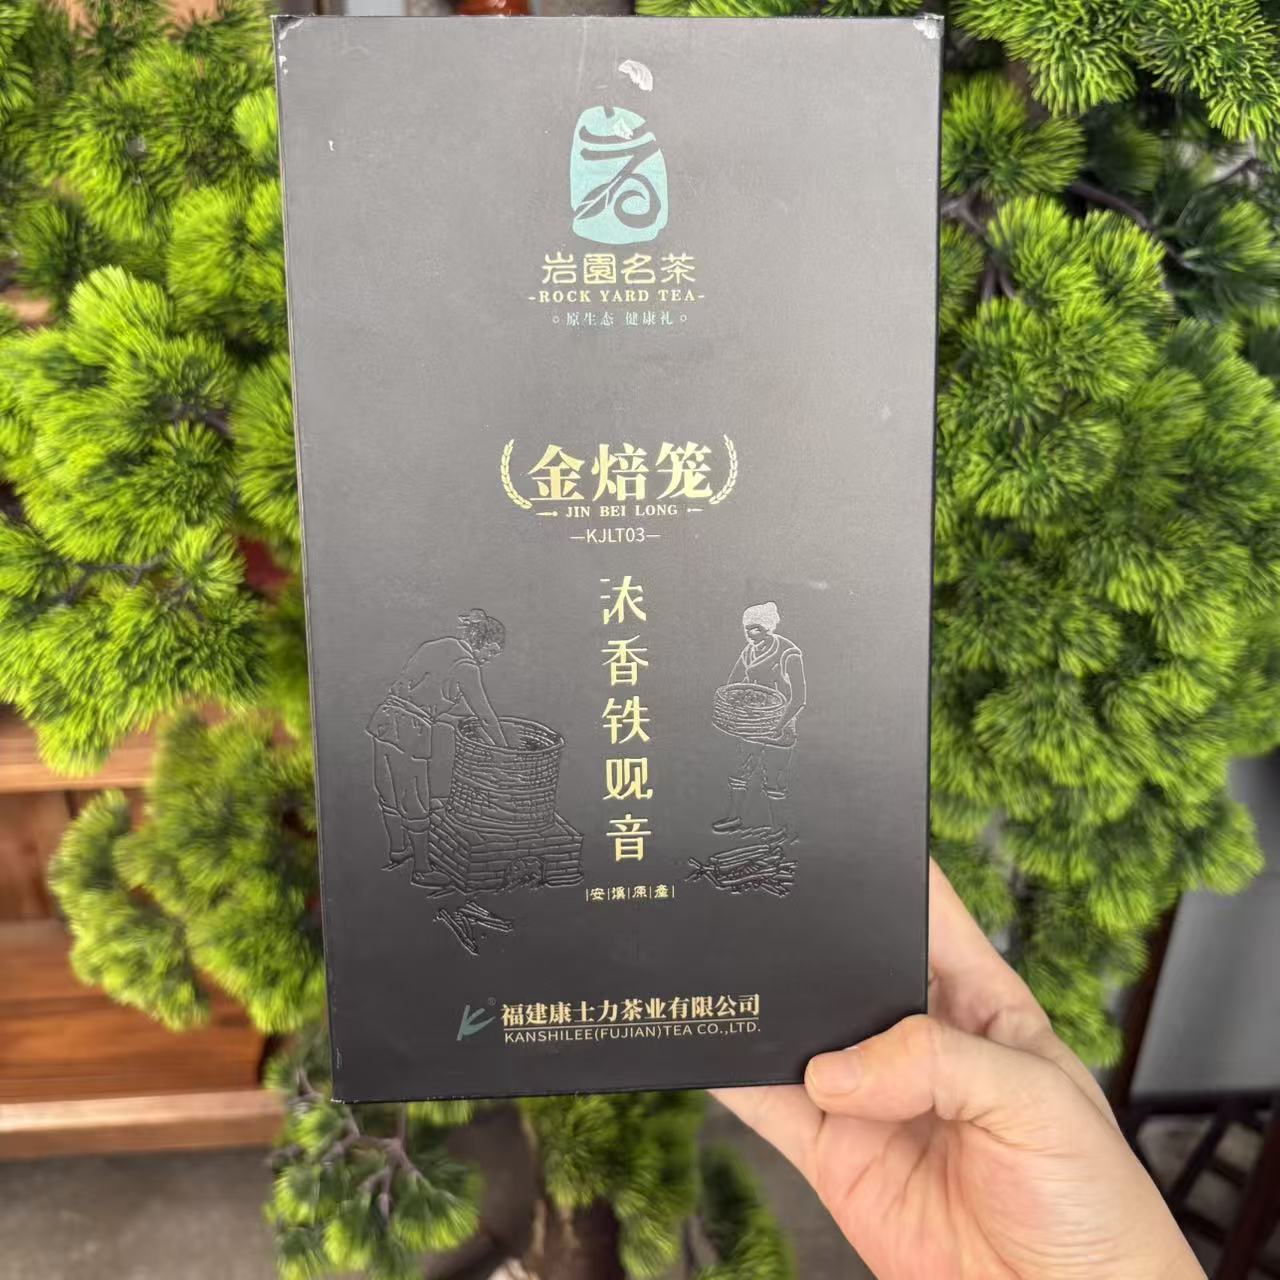 岩園名茶
-ROCK YARD TEA-
原生态 健康礼
金焙笼
JIN BEI LONG
—KJLT03—
浓香铁观音
安|溪|原|產
福建康士力茶业有限公司
KANSHILEE(FUJIAN)TEA CO.,LTD.